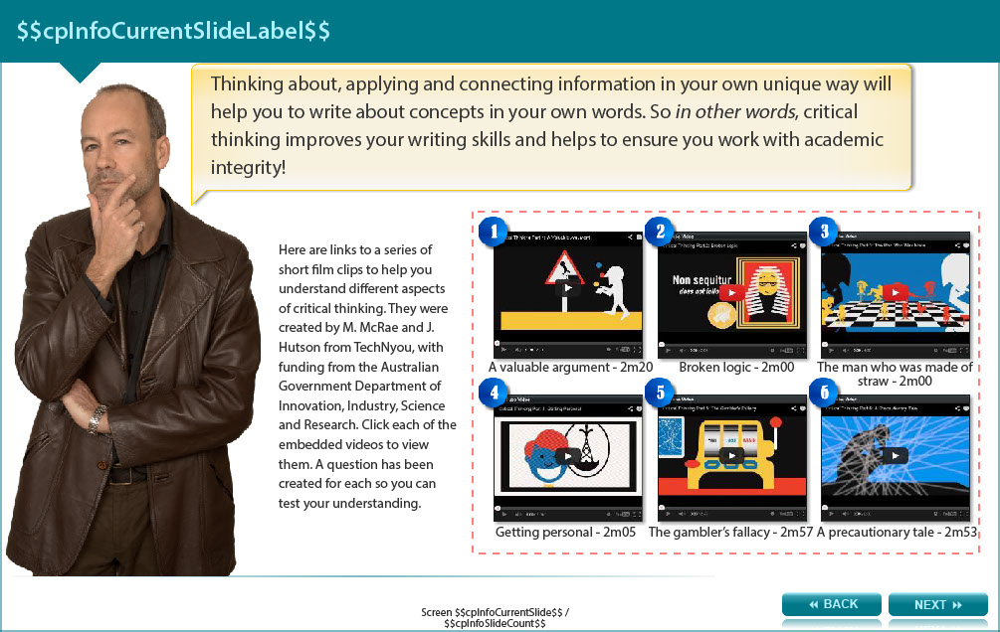 $$cpInfoCurrentSlideLabel$$
Thinking about, applying and connecting information in your own unique way will
help you to write about concepts in your own words. So in other words, critical
thinking improves your writing skills and helps to ensure you work with academic
integrity!
Here are links to a series of
short film clips to help you
understand different aspects
of critical thinking. They were
created by M. McRae and J.
Hutson from TechNyou, with
funding from the Australian
Government Department of
Innovation, Industry, Science
and Research. Click each of the
embedded videos to view
them. A question has been
created for each so you can
test your understanding.
1
A valuable argument - 2m20
2
Non sequitur
does not follow
Broken logic - 2m00
3
The man who was made of
straw - 2m00
4
Getting personal - 2m05
5
The gambler's fallacy - 2m57
6
A precautionary tale - 2m53
Screen $$cpInfoCurrentSlide$$ /
$$cpInfoSlideCount$$
BACK
NEXT